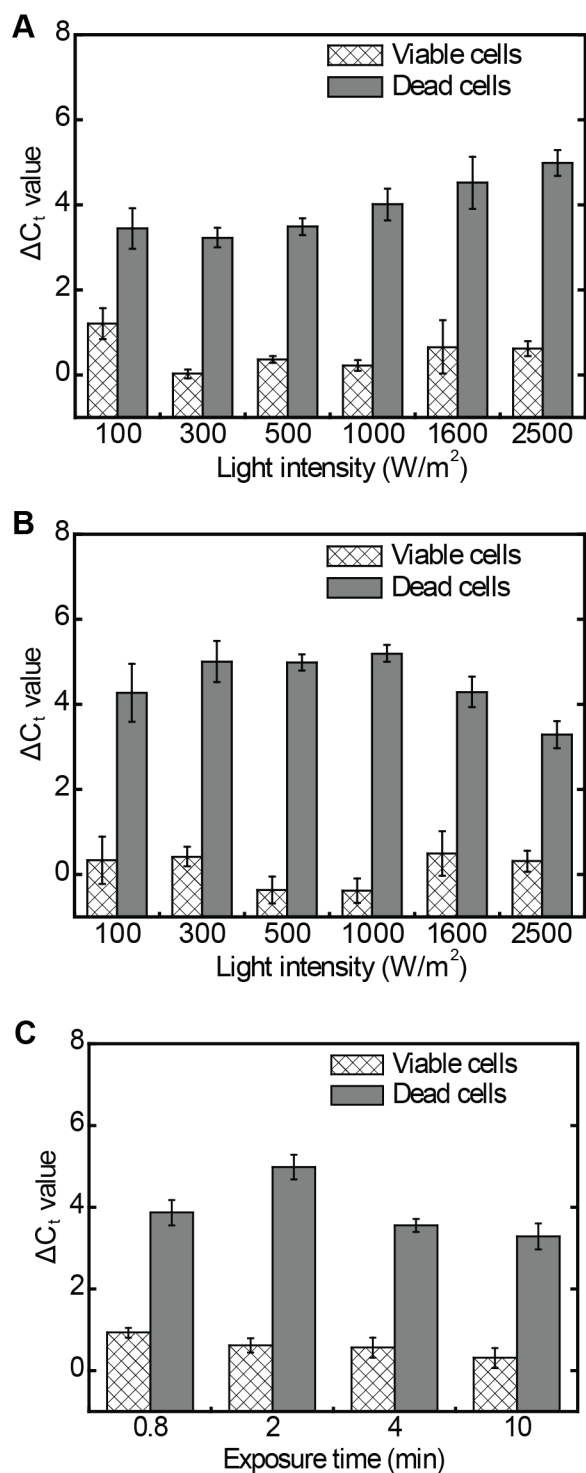 A
8
6
4
2
0
ΔCt value
Viable cells
Dead cells
100 300 500 1000 1600 2500
Light intensity (W/m²)
B
8
6
4
2
0
ΔCt value
Viable cells
Dead cells
100 300 500 1000 1600 2500
Light intensity (W/m²)
C
8
6
4
2
0
ΔCt value
Viable cells
Dead cells
0.8 2 4 10
Exposure time (min)